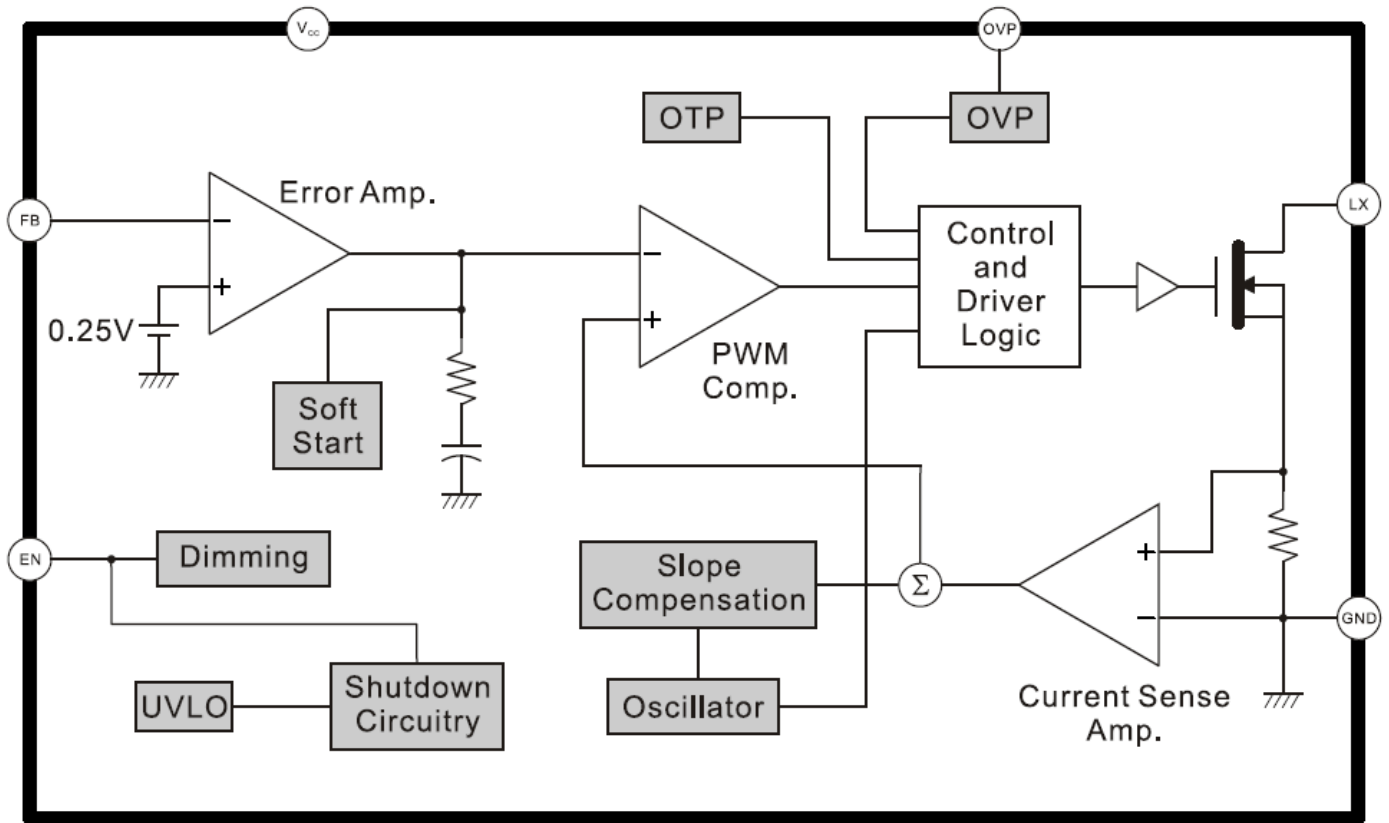 Vcc
OVP
OTP
OVP
Error Amp.
FB
−
+
0.25V
−
+
PWM
Comp.
Control
and
Driver
Logic
LX
Soft
Start
EN
Dimming
Slope
Compensation
Σ
+
−
GND
UVLO
Shutdown
Circuitry
Oscillator
Current Sense
Amp.